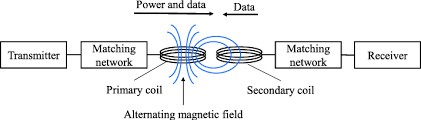 Power and data
Data
Transmitter
Matching
network
Matching
network
Receiver
Primary coil
Secondary coil
Alternating magnetic field